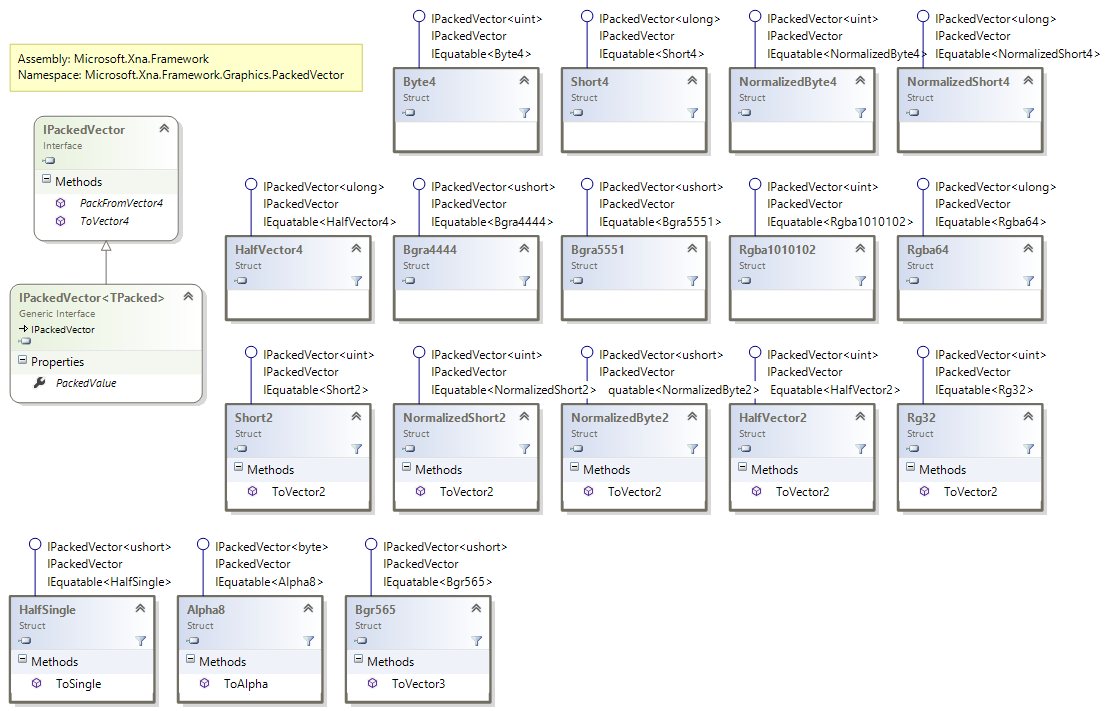 Assembly: Microsoft.Xna.Framework
Namespace: Microsoft.Xna.Framework.Graphics.PackedVector
IPackedVector
Interface
Methods
PackFromVector4
ToVector4
IPackedVector<TPacked>
Generic Interface
IPackedVector
Properties
PackedValue
IPackedVector<uint>
IPackedVector
IEquatable<Byte4>
Byte4
Struct
IPackedVector<ulong>
IPackedVector
IEquatable<Short4>
Short4
Struct
IPackedVector<uint>
IPackedVector
IEquatable<NormalizedByte4>
NormalizedByte4
Struct
IPackedVector<ulong>
IPackedVector
IEquatable<NormalizedShort4>
NormalizedShort4
Struct
IPackedVector<ulong>
IPackedVector
IEquatable<HalfVector4>
HalfVector4
Struct
IPackedVector<ushort>
IPackedVector
IEquatable<Bgra4444>
Bgra4444
Struct
IPackedVector<ushort>
IPackedVector
IEquatable<Bgra5551>
Bgra5551
Struct
IPackedVector<uint>
IPackedVector
IEquatable<Rgba1010102>
Rgba1010102
Struct
IPackedVector<ulong>
IPackedVector
IEquatable<Rgba64>
Rgba64
Struct
IPackedVector<uint>
IPackedVector
IEquatable<Short2>
Short2
Struct
Methods
ToVector2
IPackedVector<uint>
IPackedVector
IEquatable<NormalizedShort2>
NormalizedShort2
Struct
Methods
ToVector2
IPackedVector<ushort>
IPackedVector
quatable<NormalizedByte2>
NormalizedByte2
Struct
Methods
ToVector2
IPackedVector<uint>
IPackedVector
Equatable<HalfVector2>
HalfVector2
Struct
Methods
ToVector2
IPackedVector<uint>
IPackedVector
IEquatable<Rg32>
Rg32
Struct
Methods
ToVector2
IPackedVector<ushort>
IPackedVector
IEquatable<HalfSingle>
HalfSingle
Struct
Methods
ToSingle
IPackedVector<byte>
IPackedVector
IEquatable<Alpha8>
Alpha8
Struct
Methods
ToAlpha
IPackedVector<ushort>
IPackedVector
IEquatable<Bgr565>
Bgr565
Struct
Methods
ToVector3